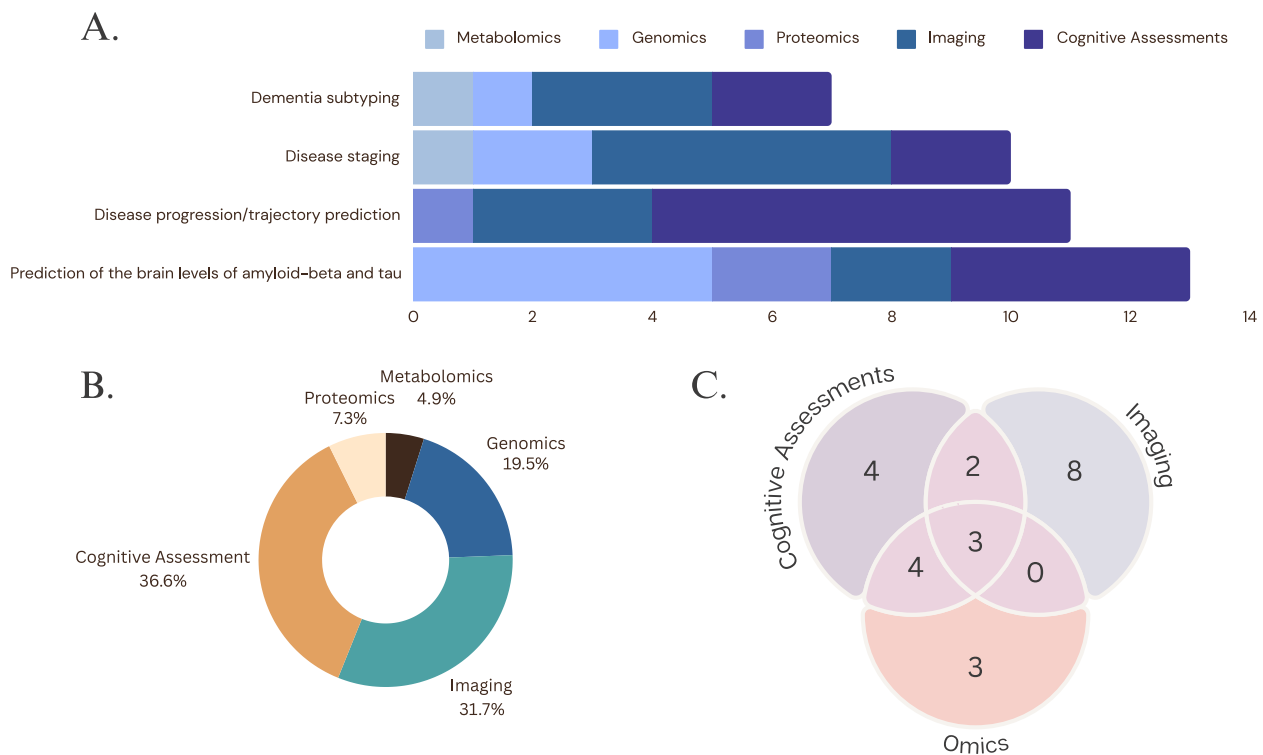 A.
Metabolomics Genomics Proteomics Imaging Cognitive Assessments
Dementia subtyping
Disease staging
Disease progression/trajectory prediction
Prediction of the brain levels of amyloid-beta and tau
0 2 4 6 8 10 12 14
B.
Metabolomics
4.9%
Proteomics
7.3%
Genomics
19.5%
Cognitive Assessment
36.6%
Imaging
31.7%
C.
Cognitive Assessments
Imaging
4
2
8
3
4
0
3
Omics